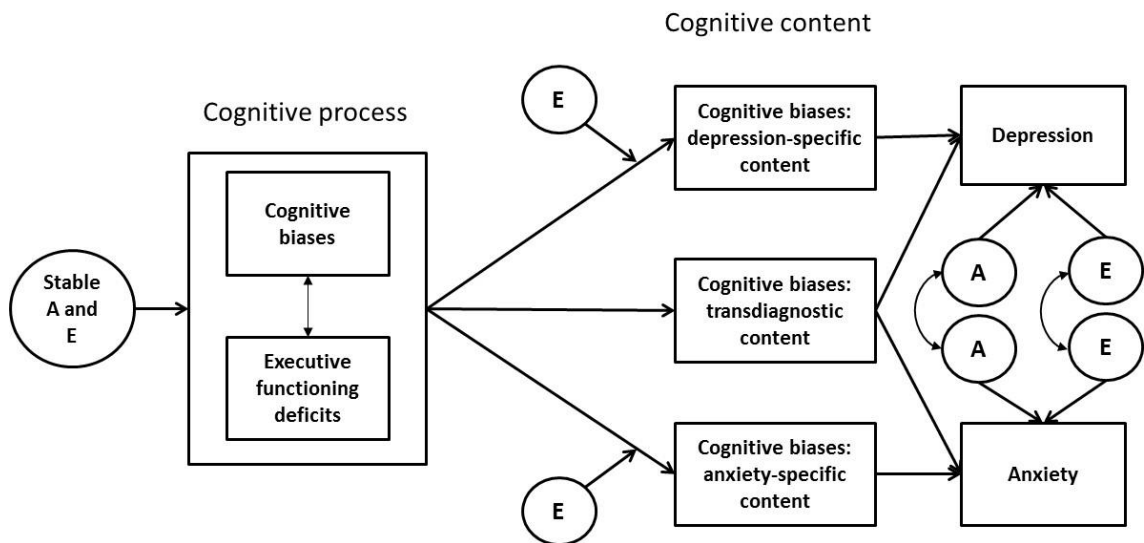 Cognitive content
Cognitive process
E
Cognitive biases:
depression-specific
content
Depression
Cognitive
biases
Stable
A and
E
Cognitive biases:
transdiagnostic
content
A
E
A
E
Executive
functioning
deficits
Cognitive biases:
anxiety-specific
content
Anxiety
E